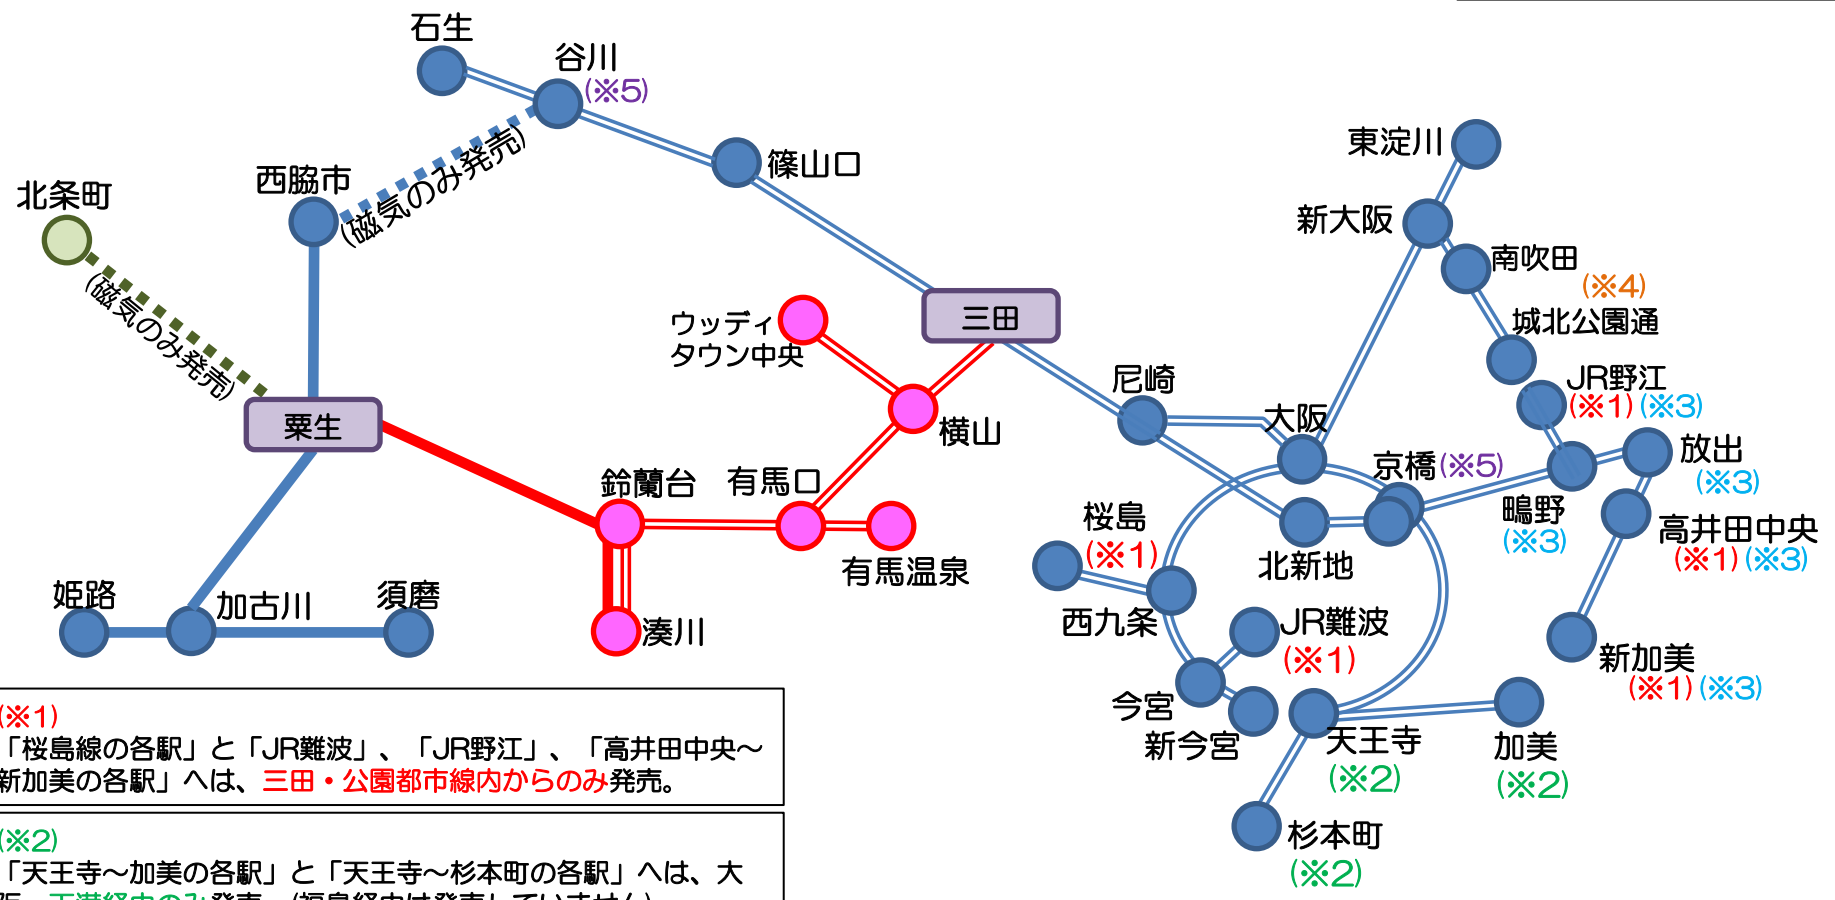 石生
谷川
(※5)
篠山口
西脇市
(磁気のみ発売)
北条町
(磁気のみ発売)
粟生
ウッディ
タウン中央
三田
横山
鈴蘭台
有馬口
有馬温泉
湊川
姫路
加古川
須磨
東淀川
新大阪
南吹田
(※4)
城北公園通
JR野江
(※1)(※3)
尼崎
大阪
京橋(※5)
放出
(※3)
鴫野
(※3)
高井田中央
(※1)(※3)
桜島
(※1)
北新地
西九条
JR難波
(※1)
新加美
(※1)(※3)
今宮
新今宮
天王寺
(※2)
加美
(※2)
杉本町
(※2)
(※1)
「桜島線の各駅」と「JR難波」、「JR野江」、「高井田中央～
新加美の各駅」へは、三田・公園都市線内からのみ発売。
(※2)
「天王寺～加美の各駅」と「天王寺～杉本町の各駅」へは、大